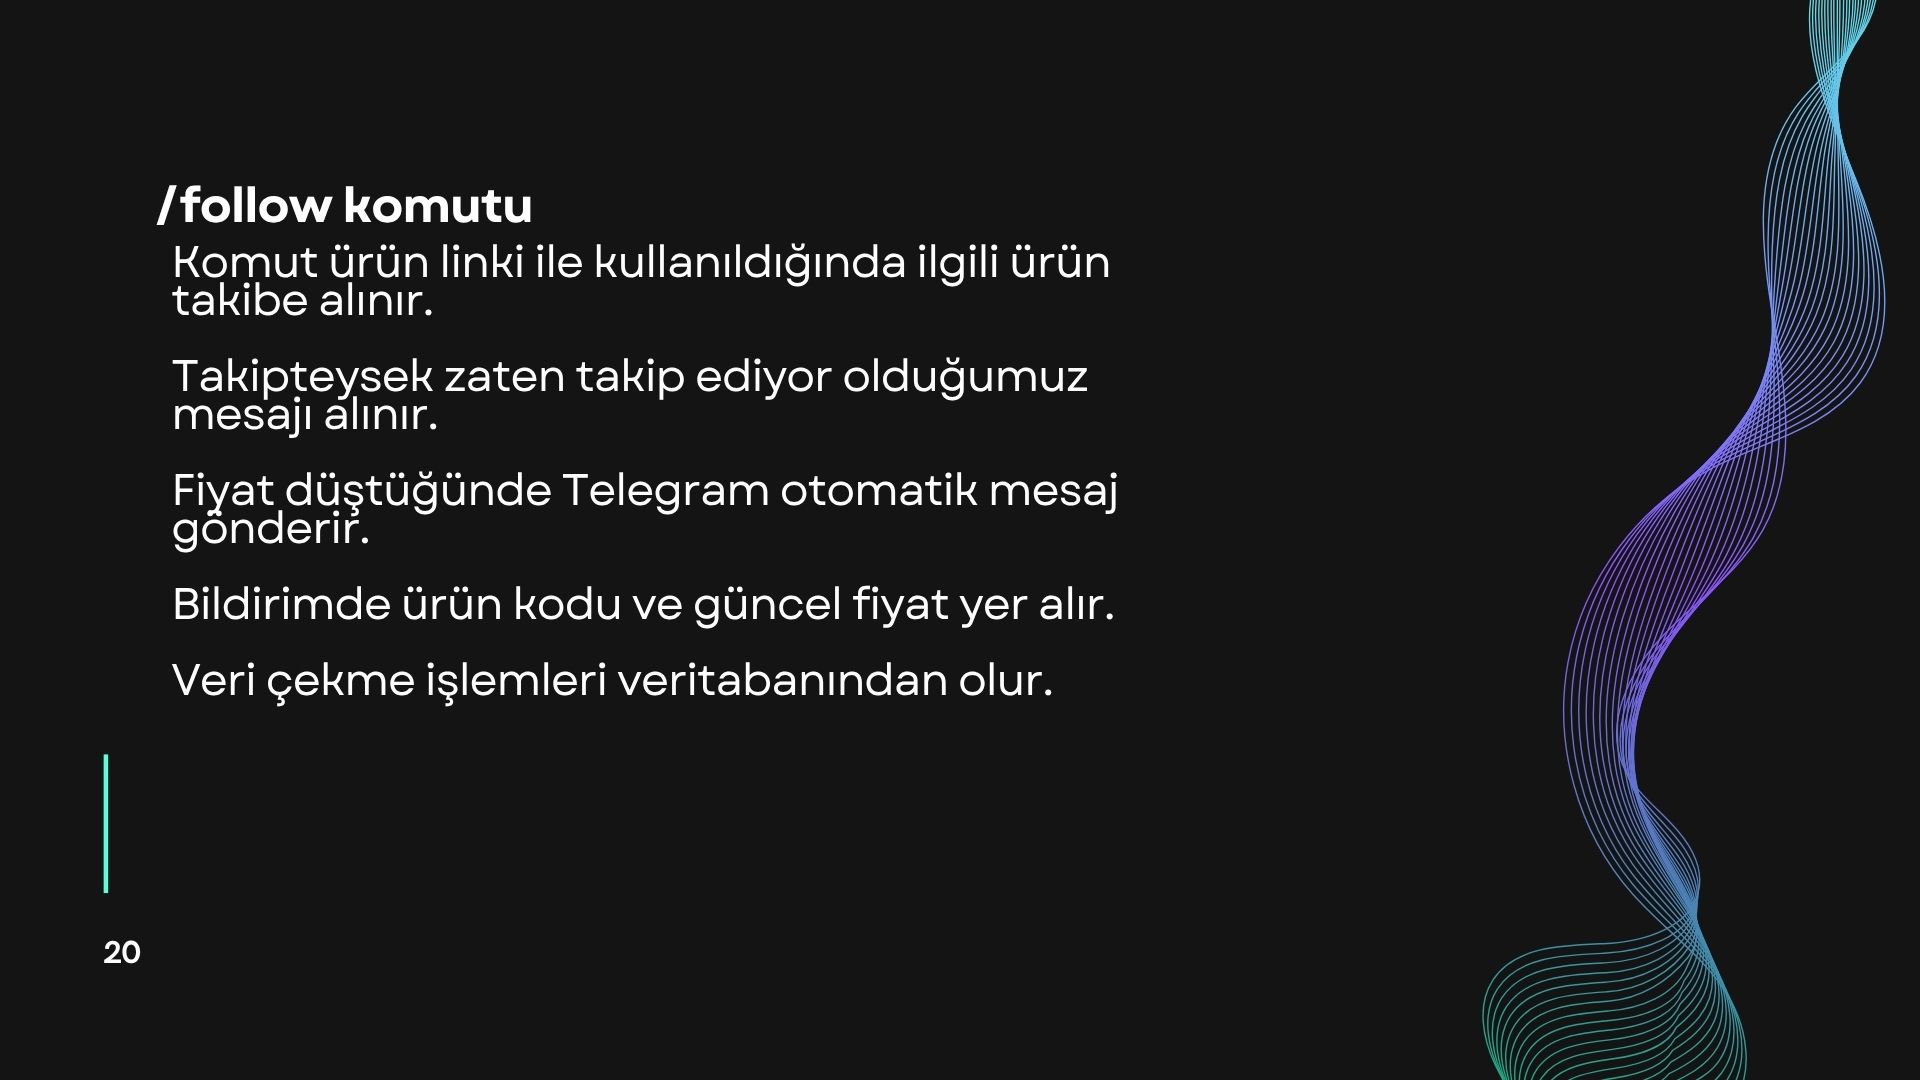 /follow komutu
Komut ürün linki ile kullanıldığında ilgili ürün
takibe alınır.
Takipteysek zaten takip ediyor olduğumuz
mesajı alınır.
Fiyat düştüğünde Telegram otomatik mesaj
gönderir.
Bildirimde ürün kodu ve güncel fiyat yer alır.
Veri çekme işlemleri veritabanından olur.
20